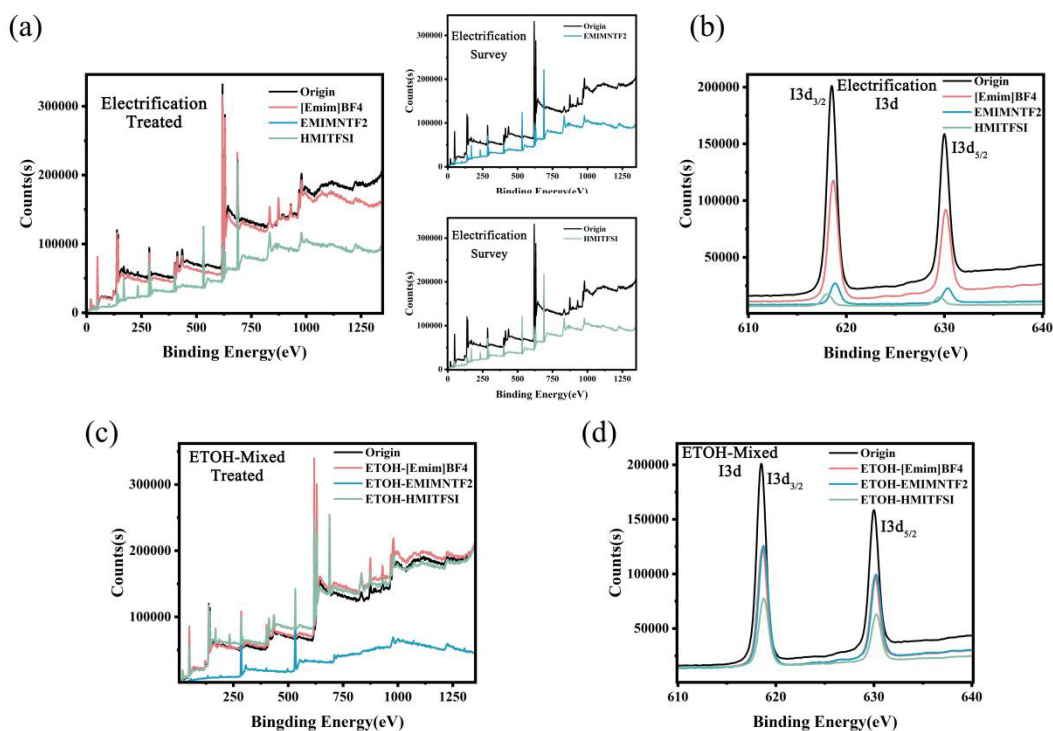 (a)
Electrification
Treated
Origin
[Emim]BF4
EMIMNTF2
HMITFSI
Counts(s)
300000
200000
100000
0
0 250 500 750 1000 1250
Binding Energy(eV)
Electrification
Survey
Origin
EMIMNTF2
Counts(s)
300000
200000
100000
0
0 250 500 750 1000 1250
Binding Energy(eV)
Electrification
Survey
Origin
HMITFSI
Counts(s)
300000
200000
100000
0
0 250 500 750 1000 1250
Binding Energy(eV)
(b)
Electrification
I3d
Origin
[Emim]BF4
EMIMNTF2
HMITFSI
I3d3/2
I3d5/2
Counts(s)
200000
150000
100000
50000
0
610 620 630 640
Binding Energy(eV)
(c)
ETOH-Mixed
Treated
Origin
ETOH-[Emim]BF4
ETOH-EMIMNTF2
ETOH-HMITFSI
Counts(s)
300000
200000
100000
0
250 500 750 1000 1250
Bingding Energy(eV)
(d)
ETOH-Mixed
I3d
Origin
ETOH-[Emim]BF4
ETOH-EMIMNTF2
ETOH-HMITFSI
I3d3/2
I3d5/2
Counts(s)
200000
150000
100000
50000
610 620 630 640
Binding Energy(eV)